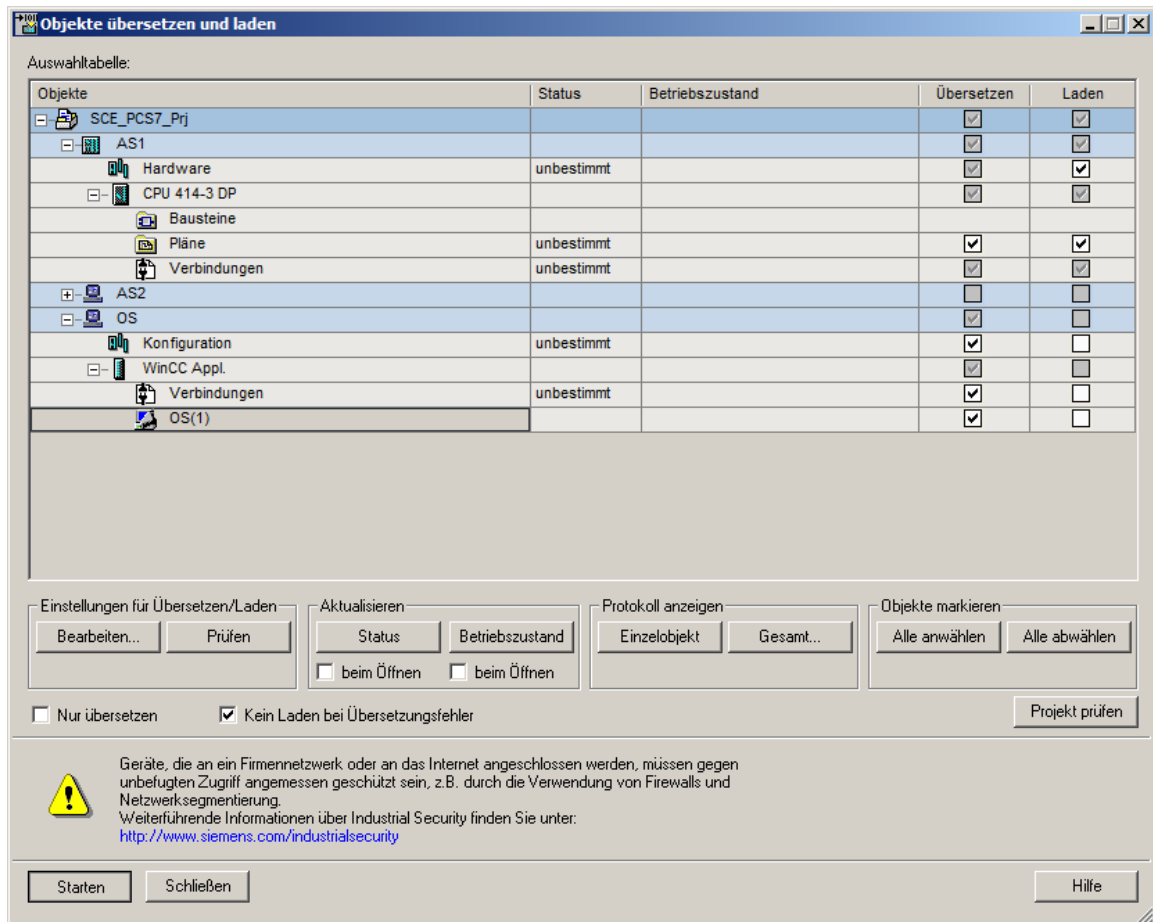 Objekte übersetzen und laden
Auswahltabelle:
Objekte Status Betriebszustand Übersetzen Laden
SCE_PCS7_Prj
AS1
Hardware unbestimmt
CPU 414-3 DP
Bausteine
Pläne unbestimmt
Verbindungen unbestimmt
AS2
OS
Konfiguration unbestimmt
WinCC Appl.
Verbindungen unbestimmt
OS(1)
Einstellungen für Übersetzen/Laden Aktualisieren Protokoll anzeigen Objekte markieren
Bearbeiten... Prüfen Status Betriebszustand Einzelobjekt Gesamt... Alle anwählen Alle abwählen
beim Öffnen beim Öffnen
Nur übersetzen Kein Laden bei Übersetzungsfehler Projekt prüfen
Geräte, die an ein Firmennetzwerk oder an das Internet angeschlossen werden, müssen gegen
unbefugten Zugriff angemessen geschützt sein, z.B. durch die Verwendung von Firewalls und
Netzwerksegmentierung.
Weiterführende Informationen über Industrial Security finden Sie unter:
http://www.siemens.com/industrialsecurity
Starten Schließen Hilfe